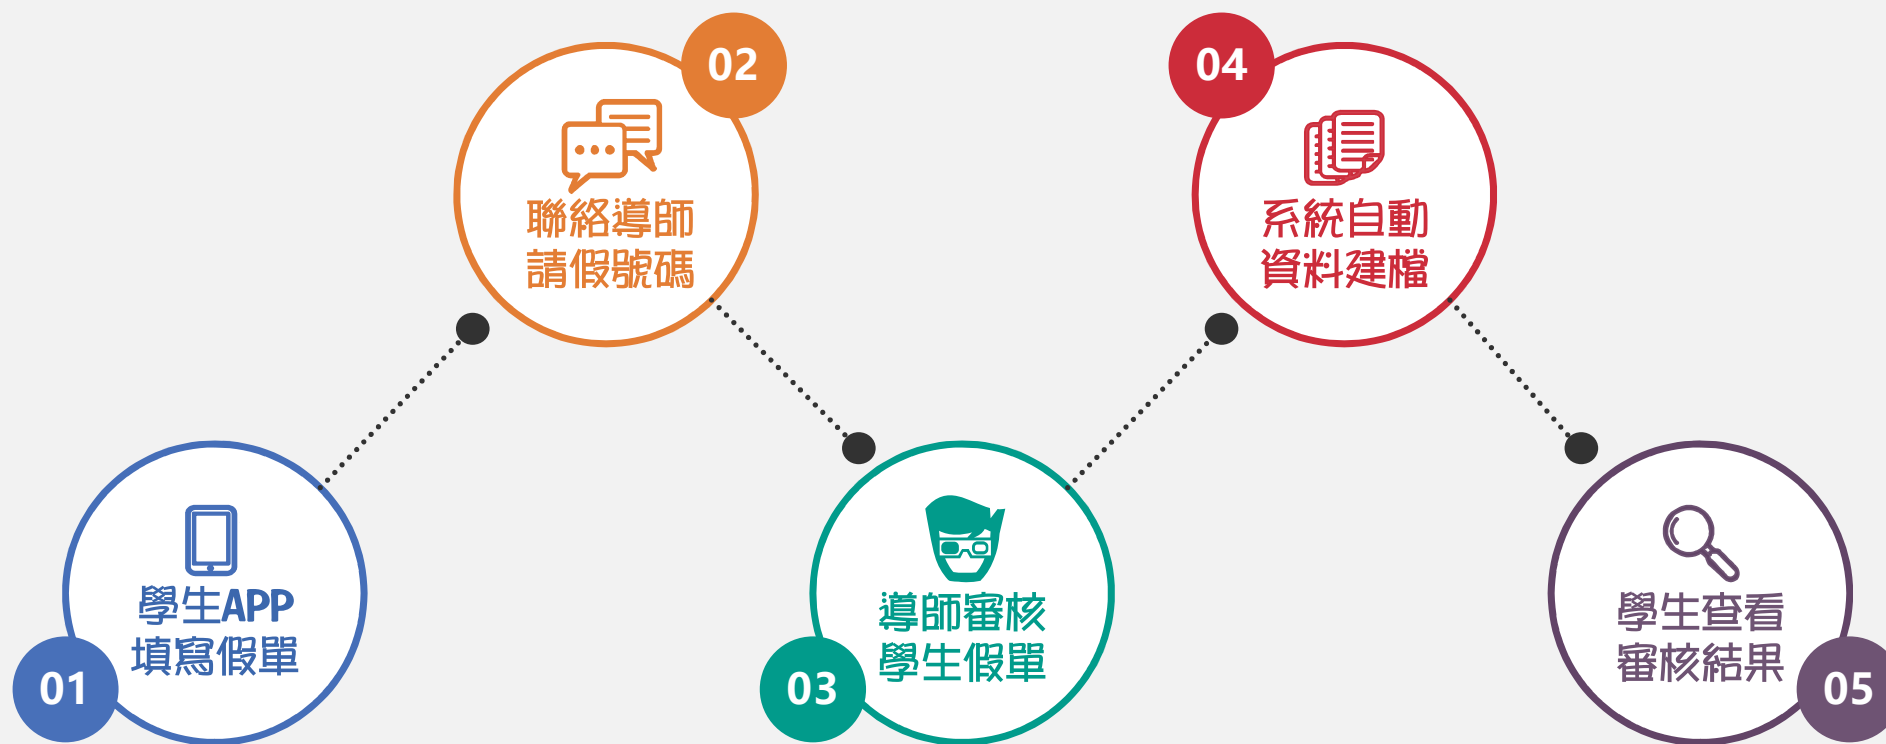 01
學生APP
填寫假單
02
聯絡導師
請假號碼
03
導師審核
學生假單
04
系統自動
資料建檔
05
學生查看
審核結果